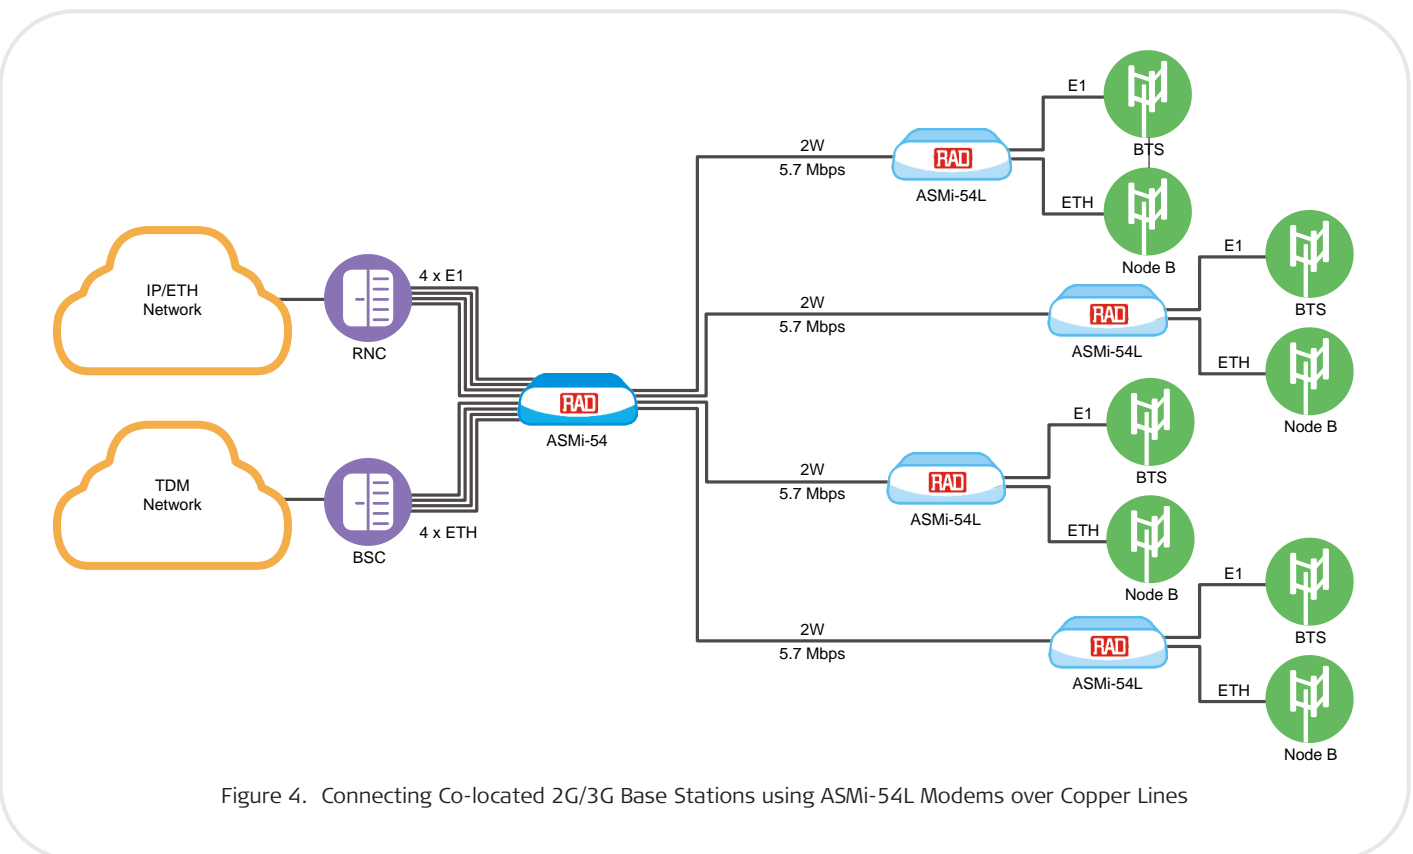 IP/ETH
Network
RNC
4 x E1
TDM
Network
BSC
4 x ETH
RAD
ASMi-54
2W
5.7 Mbps
RAD
ASMi-54L
E1
BTS
ETH
Node B
2W
5.7 Mbps
RAD
ASMi-54L
E1
BTS
ETH
Node B
2W
5.7 Mbps
RAD
ASMi-54L
E1
BTS
ETH
Node B
2W
5.7 Mbps
RAD
ASMi-54L
E1
BTS
ETH
Node B
Figure 4. Connecting Co-located 2G/3G Base Stations using ASMi-54L Modems over Copper Lines